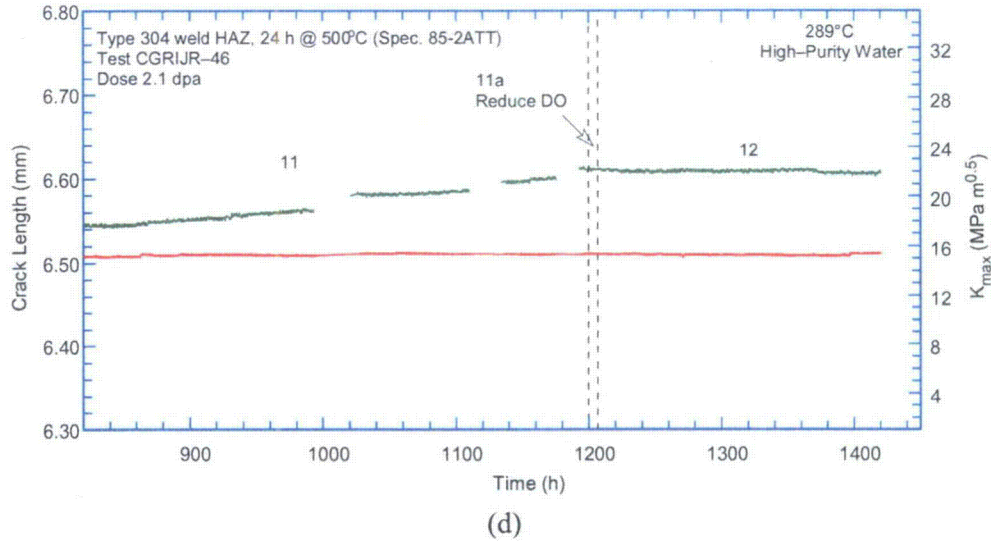 Type 304 weld HAZ, 24 h @ 500°C (Spec. 85-2ATT)
Test CGRIJR–46
Dose 2.1 dpa
289°C
High–Purity Water
11a
Reduce DO
11
12
Crack Length (mm)
6.80
6.70
6.60
6.50
6.40
6.30
K_max (MPa m^0.5)
32
28
24
20
16
12
8
4
900
1000
1100
1200
1300
1400
Time (h)
(d)